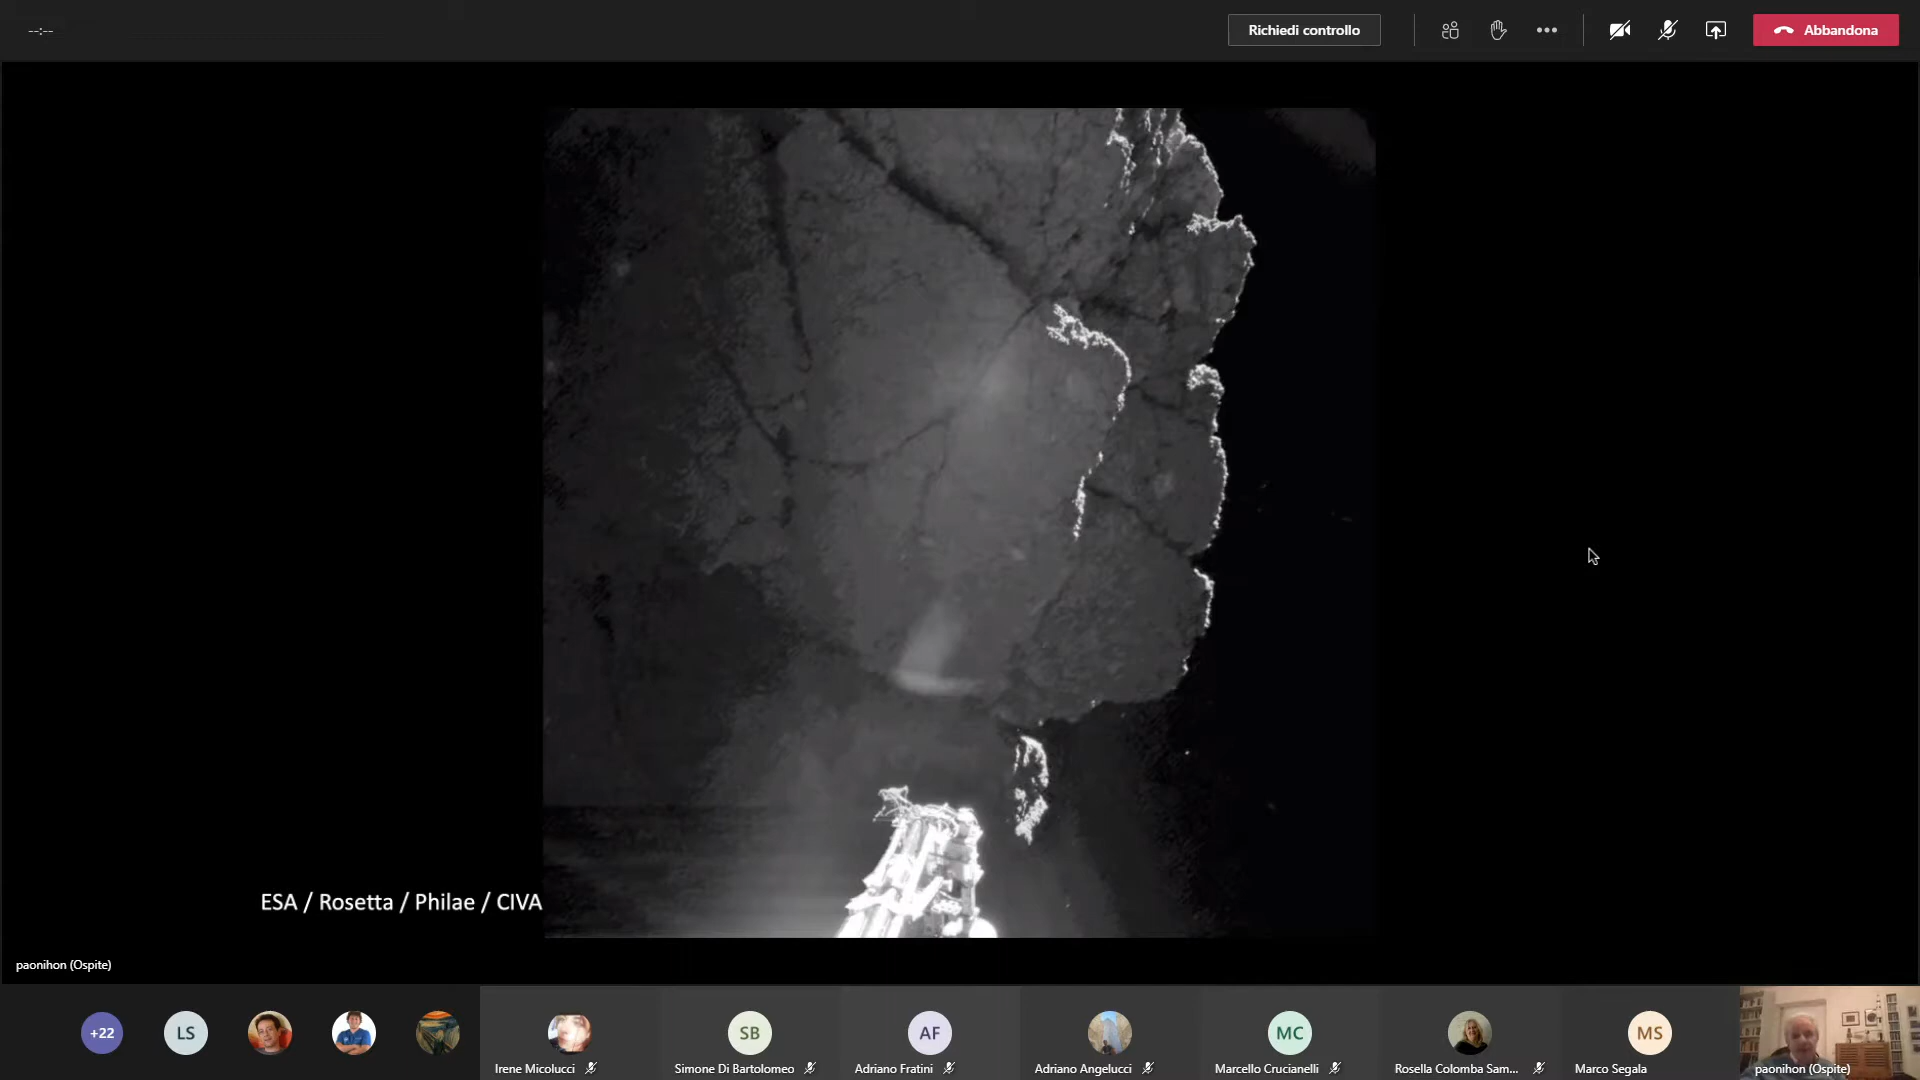 --:--
Richiedi controllo
Abbandona
ESA / Rosetta / Philae / CIVA
paonihon (Ospite)
+22
LS
SB
AF
MC
MS
Irene Micolucci
Simone Di Bartolomeo
Adriano Fratini
Adriano Angelucci
Marcello Crucianelli
Rosella Colomba Sam...
Marco Segala
paonihon (Ospite)